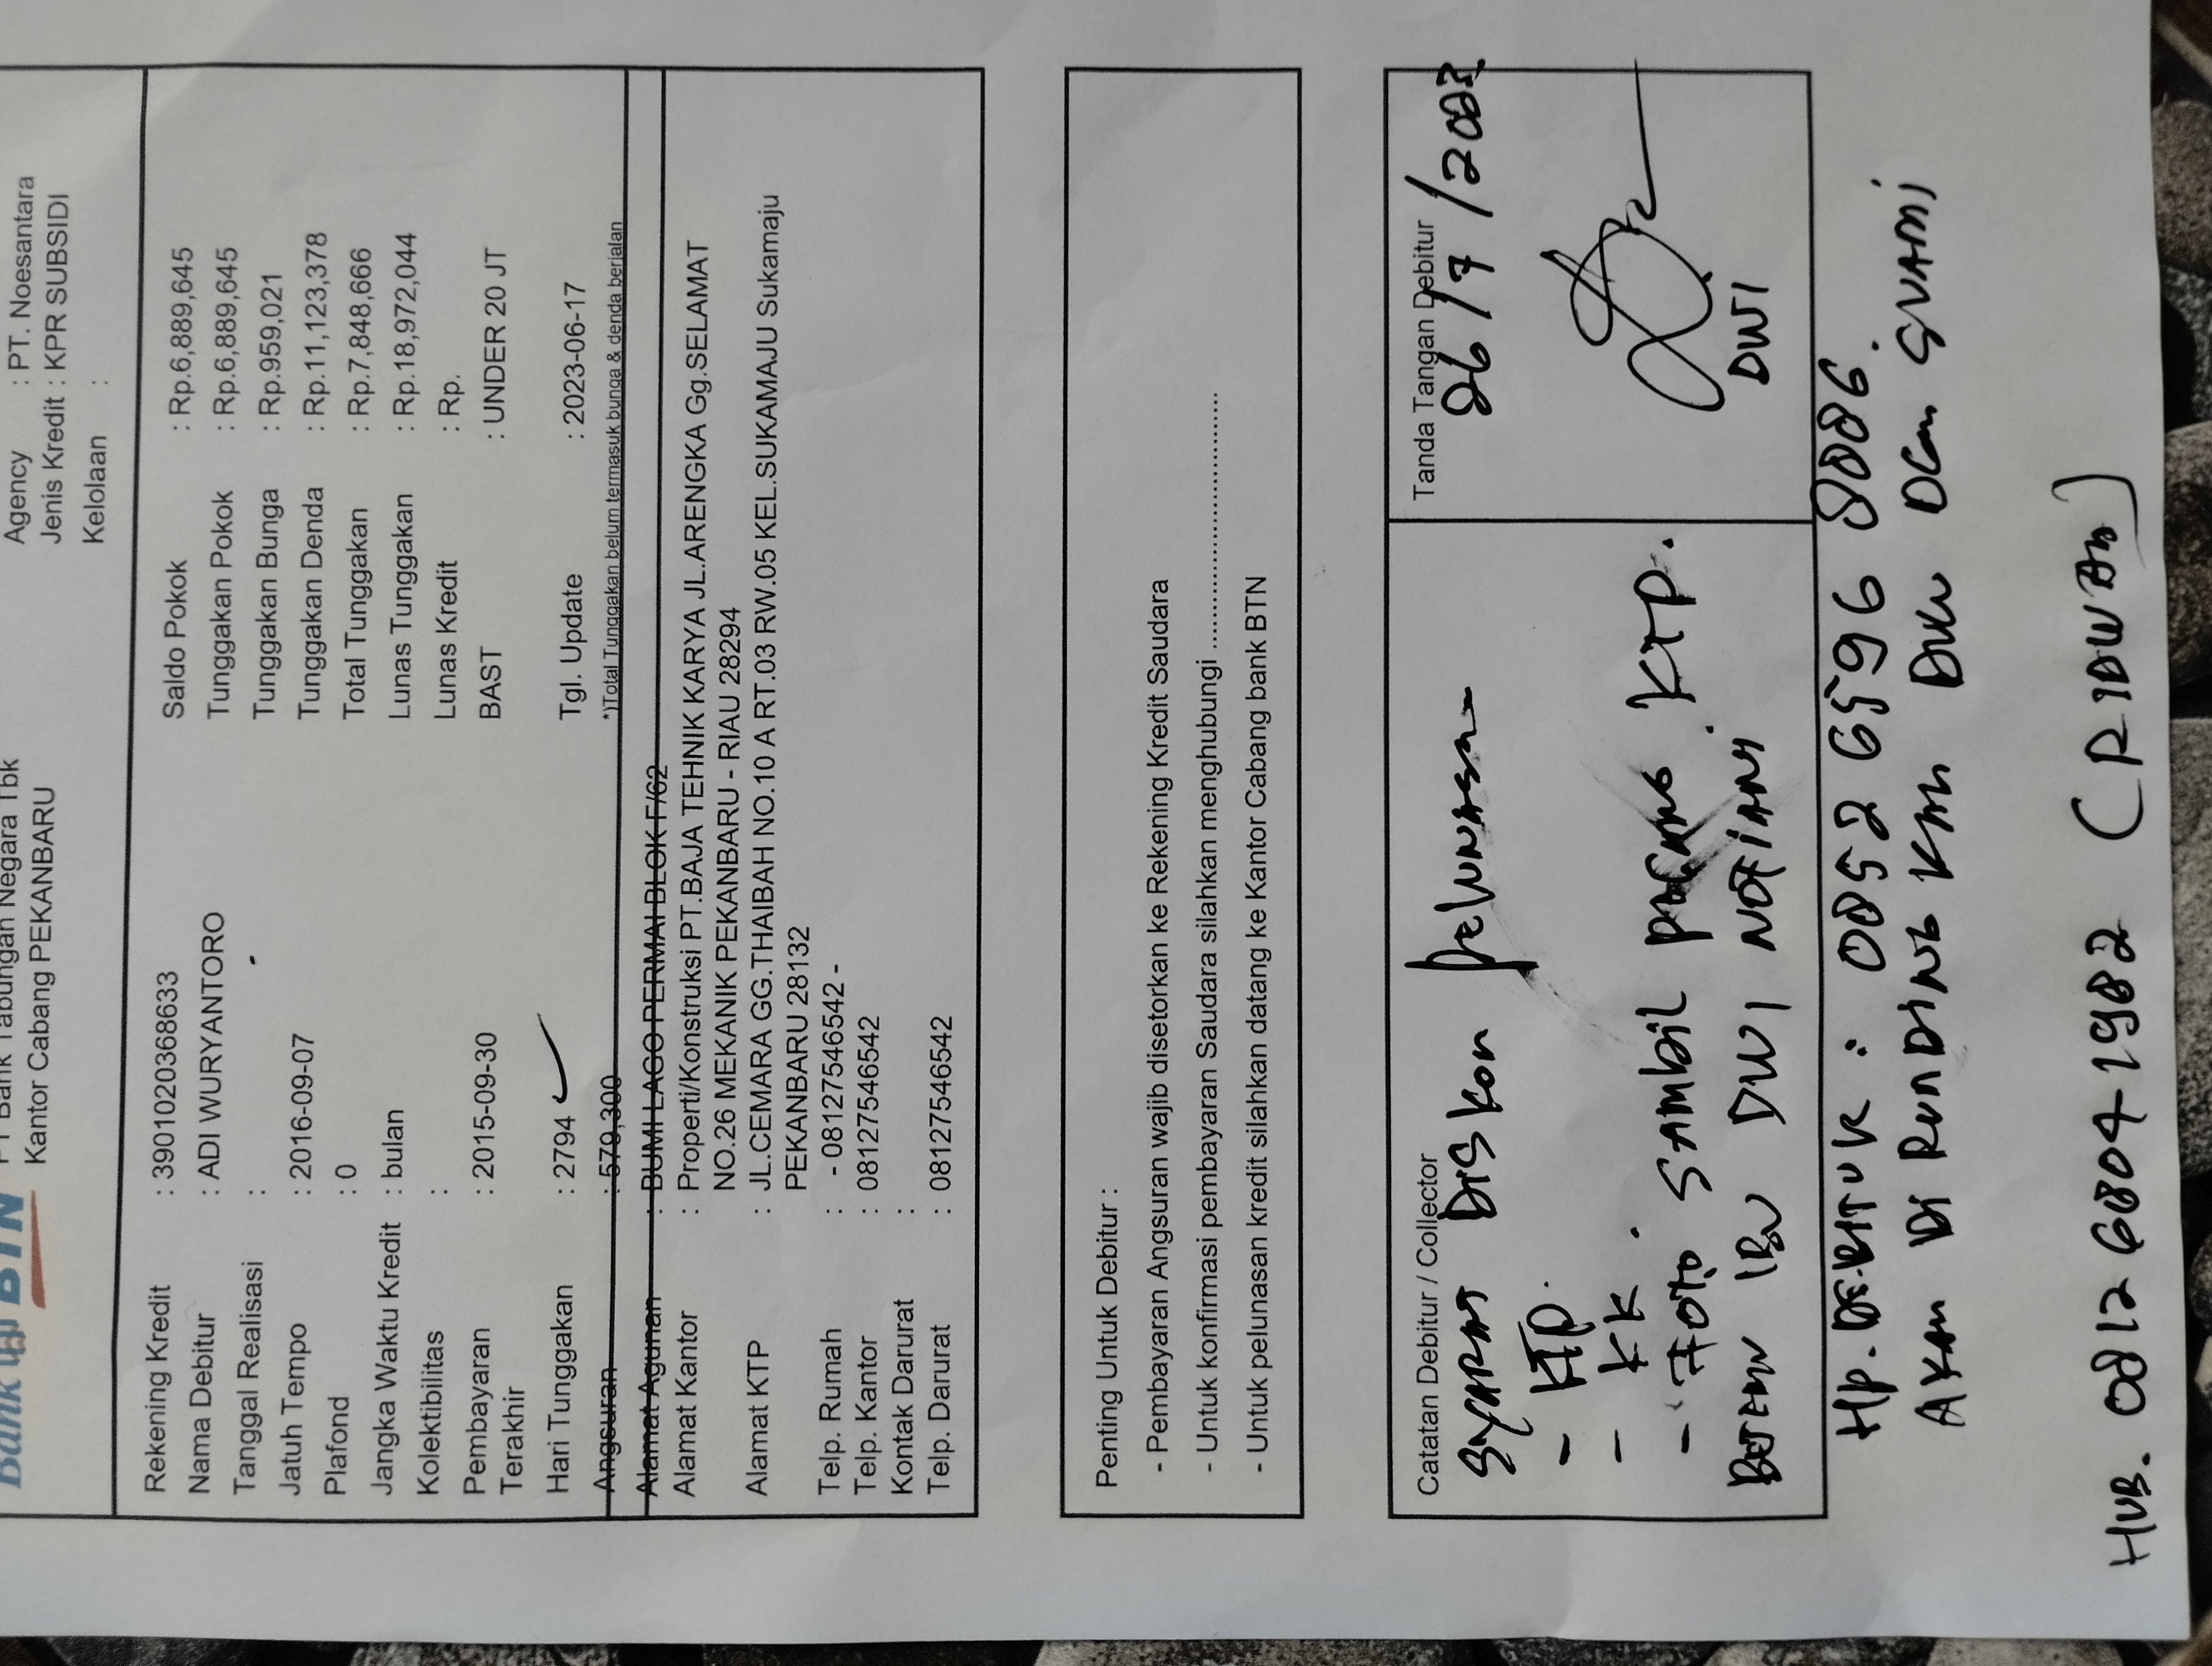 Bank BTN
PT Bank Tabungan Negara Tbk
Kantor Cabang PEKANBARU
Agency : PT. Noesantara
Jenis Kredit : KPR SUBSIDI
Kelolaan :
Rekening Kredit : 3901020368633
Nama Debitur : ADI WURYANTORO
Tanggal Realisasi :
Jatuh Tempo : 2016-09-07
Plafond : 0
Jangka Waktu Kredit : bulan
Kolektibilitas :
Pembayaran Terakhir : 2015-09-30
Hari Tunggakan : 2794
Angsuran : 579,300
Saldo Pokok : Rp.6,889,645
Tunggakan Pokok : Rp.6,889,645
Tunggakan Bunga : Rp.959,021
Tunggakan Denda : Rp.11,123,378
Total Tunggakan : Rp.7,848,666
Lunas Tunggakan : Rp.18,972,044
Lunas Kredit : Rp.
BAST : UNDER 20 JT
Tgl. Update : 2023-06-17
*)Total Tunggakan belum termasuk bunga & denda berjalan
Alamat Agunan : BUMI LAGO PERMAI BLOK F/62
Alamat Kantor : Properti/Konstruksi PT.BAJA TEHNIK KARYA JL.ARENGKA Gg.SELAMAT
NO.26 MEKANIK PEKANBARU - RIAU 28294
Alamat KTP : JL.CEMARA GG.THAIBAH NO.10 A RT.03 RW.05 KEL.SUKAMAJU Sukamaju
PEKANBARU 28132
Telp. Rumah : - 08127546542 -
Telp. Kantor : 081275546542
Kontak Darurat :
Telp. Darurat : 081275546542
Penting Untuk Debitur :
- Pembayaran Angsuran wajib disetorkan ke Rekening Kredit Saudara
- Untuk konfirmasi pembayaran Saudara silahkan menghubungi ..............................
- Untuk pelunasan kredit silahkan datang ke Kantor Cabang bank BTN
Catatan Debitur / Collector
SYARAT DISkon pelunasan
- KTP.
- KK.
- FOTO SAMBIL PEGANG KTP.
BERTEMU IBU DWI NOFIANI
Tanda Tangan Debitur
26/7/2023
DWI
HP. DEBITUR : 0852 6596 8886.
AKAN DI RUNDINGKAN DULU DGn SUAMI
HUB. 0812 6804 1982 (RIDWAN)